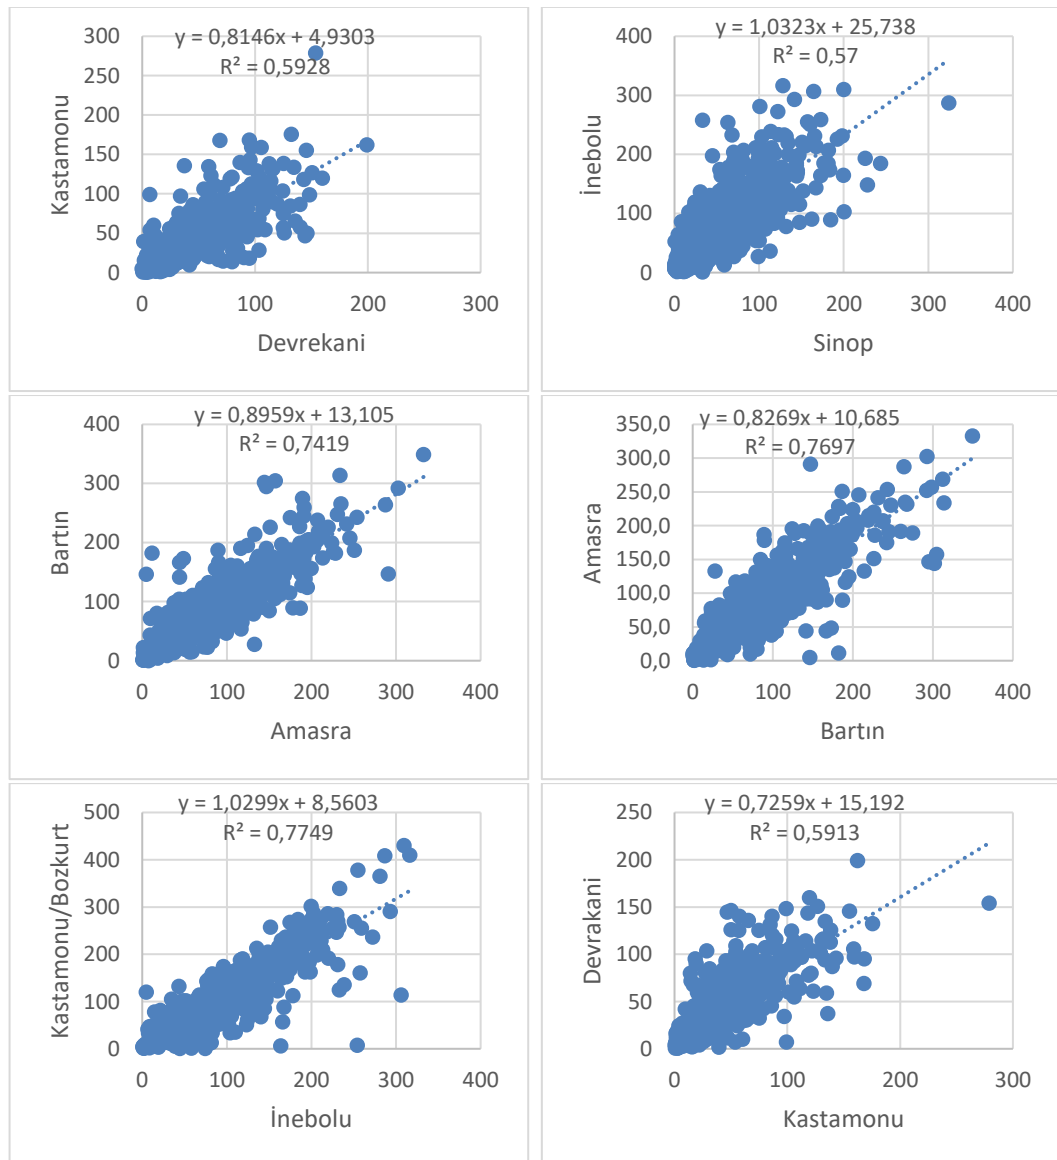 y = 0,8146x + 4,9303
R² = 0,5928
300
250
200
150
100
50
0
Kastamonu
0 100 200 300
Devrekani
y = 1,0323x + 25,738
R² = 0,57
400
300
200
100
0
İnebolu
0 100 200 300 400
Sinop
y = 0,8959x + 13,105
R² = 0,7419
400
300
200
100
0
Bartın
0 100 200 300 400
Amasra
y = 0,8269x + 10,685
R² = 0,7697
350,0
300,0
250,0
200,0
150,0
100,0
50,0
0,0
Amasra
0 100 200 300 400
Bartın
y = 1,0299x + 8,5603
R² = 0,7749
500
400
300
200
100
0
Kastamonu/Bozkurt
0 100 200 300 400
İnebolu
y = 0,7259x + 15,192
R² = 0,5913
250
200
150
100
50
0
Devrakani
0 100 200 300
Kastamonu